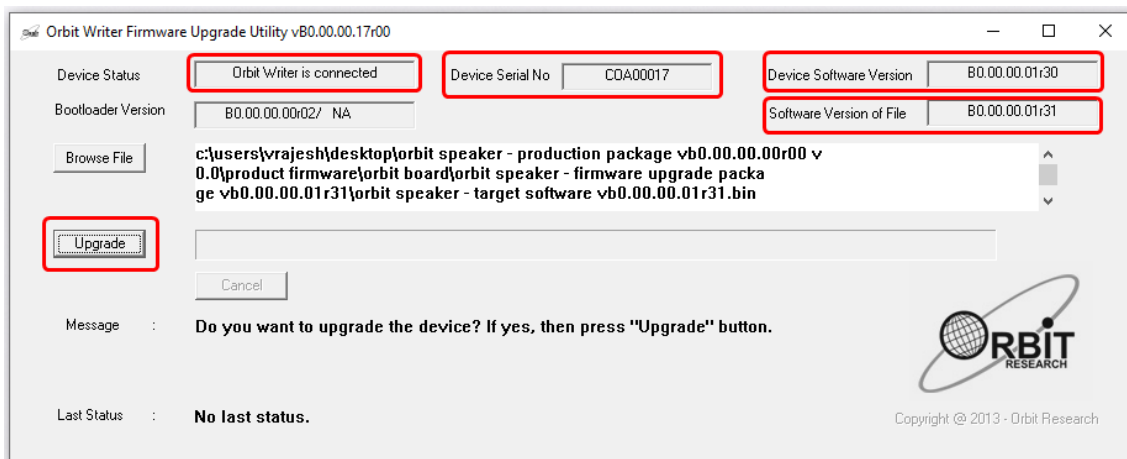 Orbit Writer Firmware Upgrade Utility vB0.00.00.17r00
Device Status Orbit Writer is connected Device Serial No C0A00017 Device Software Version B0.00.00.01r30
Bootloader Version B0.00.00.00r02/ NA Software Version of File B0.00.00.01r31
Browse File
c:\users\vrajesh\desktop\orbit speaker - production package vb0.00.00.00r00 v
0.0\product firmware\orbit board\orbit speaker - firmware upgrade packa
ge vb0.00.00.01r31\orbit speaker - target software vb0.00.00.01r31.bin
Upgrade
Cancel
Message : Do you want to upgrade the device? If yes, then press "Upgrade" button.
ORBIT
RESEARCH
Last Status : No last status.
Copyright @ 2013 - Orbit Research